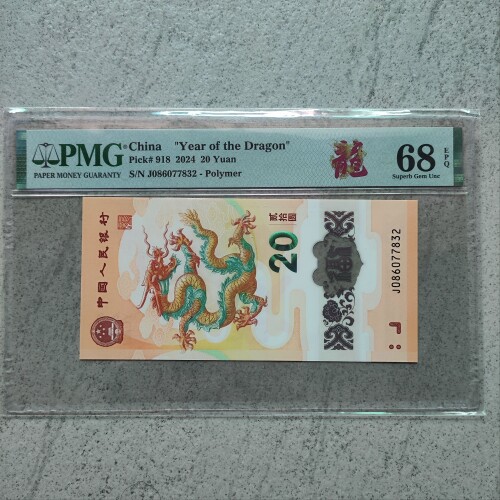 PMG
PAPER MONEY GUARANTY
China "Year of the Dragon"
Pick# 918 2024 20 Yuan
S/N J086077832 - Polymer
龍
68
EPQ
Superb Gem Unc
中国人民银行
贰拾圆
20
J086077832